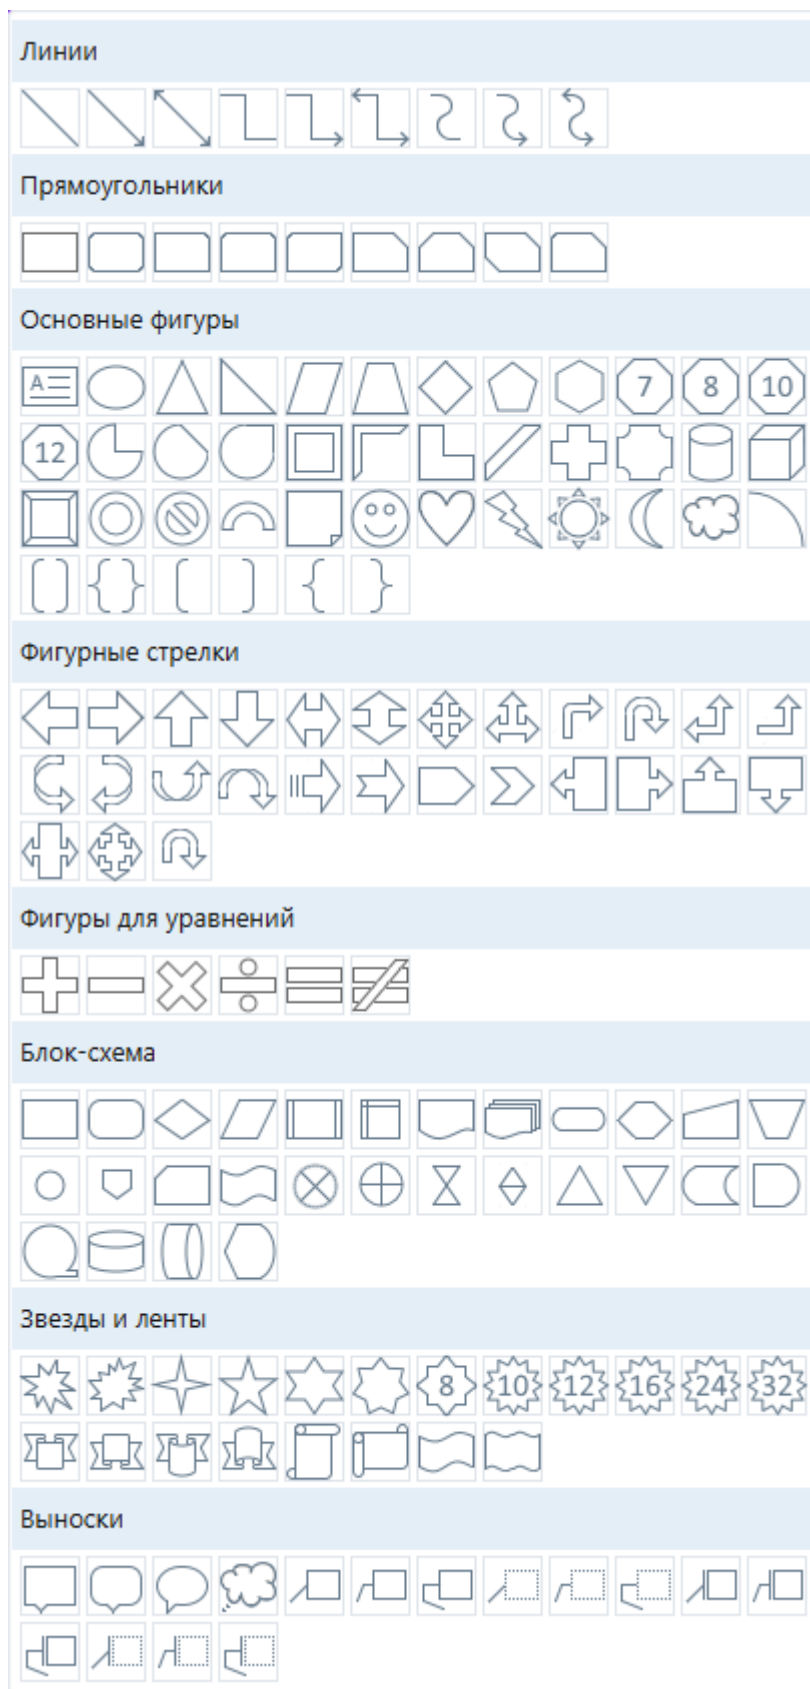 Линии
Прямоугольники
Основные фигуры
A
7
8
10
12
Фигурные стрелки
Фигуры для уравнений
Блок-схема
Звезды и ленты
8
10
12
16
24
32
Выноски